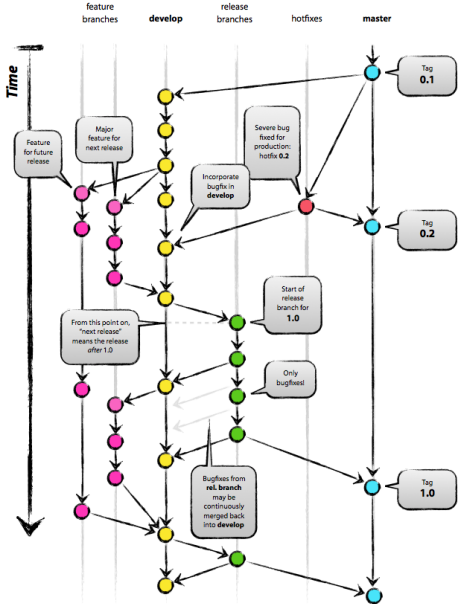 feature
branches
develop
release
branches
hotfixes
master
Time
Tag
0.1
Major
feature for
next release
Feature
for future
release
Severe bug
fixed for
production:
hotfix 0.2
Incorporate
bugfix in
develop
Tag
0.2
Start of
release
branch for
1.0
From this point on,
“next release”
means the release
after 1.0
Only
bugfixes!
Bugfixes from
rel. branch
may be
continuously
merged back
into develop
Tag
1.0